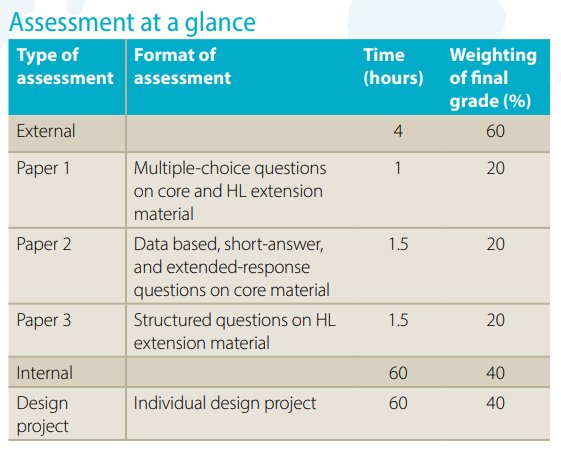 Assessment at a glance
Type of assessment Format of assessment Time (hours) Weighting of final grade (%)
External 4 60
Paper 1 Multiple-choice questions 1 20
on core and HL extension
material
Paper 2 Data based, short-answer, 1.5 20
and extended-response
questions on core material
Paper 3 Structured questions on HL 1.5 20
extension material
Internal 60 40
Design Individual design project 60 40
project